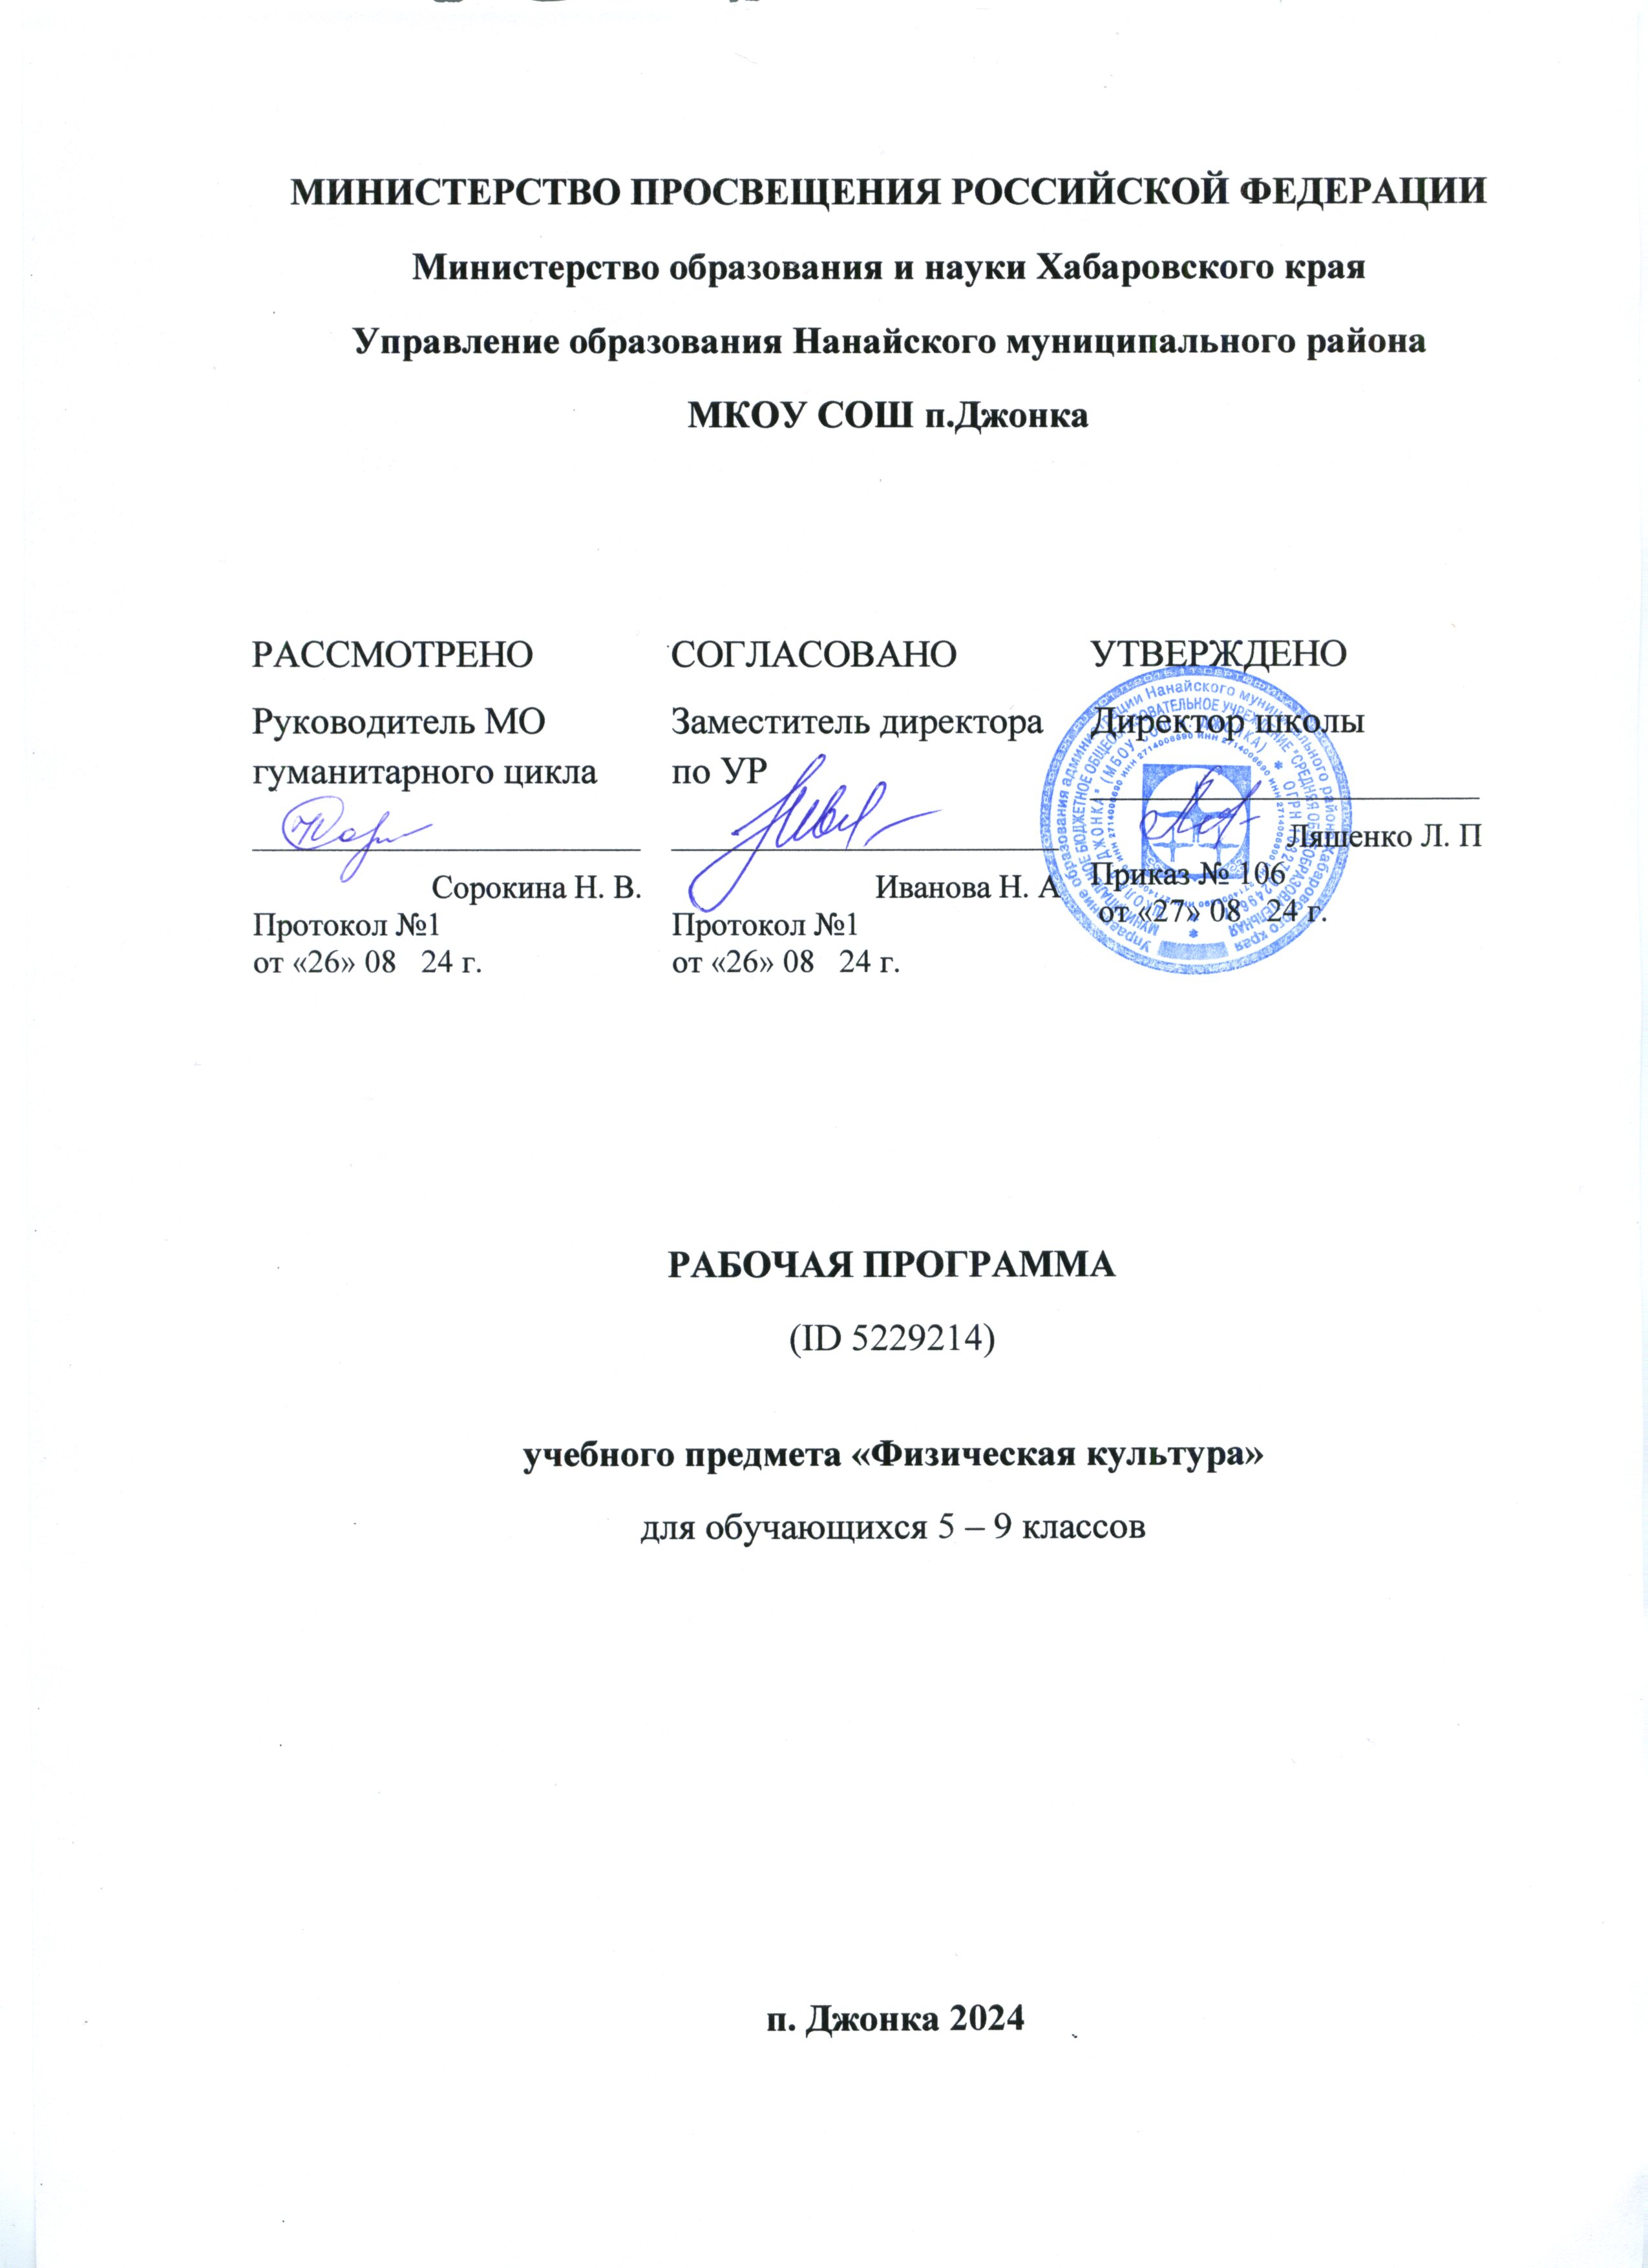 МИНИСТЕРСТВО ПРОСВЕЩЕНИЯ РОССИЙСКОЙ ФЕДЕРАЦИИ
Министерство образования и науки Хабаровского края
Управление образования Нанайского муниципального района
МКОУ СОШ п.Джонка
РАССМОТРЕНО
Руководитель МО
гуманитарного цикла
Сорокина Н. В.
Протокол №1
от «26» 08 24 г.
СОГЛАСОВАНО
Заместитель директора
по УР
Иванова Н. А
Протокол №1
от «26» 08 24 г.
УТВЕРЖДЕНО
Директор школы
Ляшенко Л. П
Приказ № 106
от «27» 08 24 г.
РАБОЧАЯ ПРОГРАММА
(ID 5229214)
учебного предмета «Физическая культура»
для обучающихся 5 – 9 классов
п. Джонка 2024